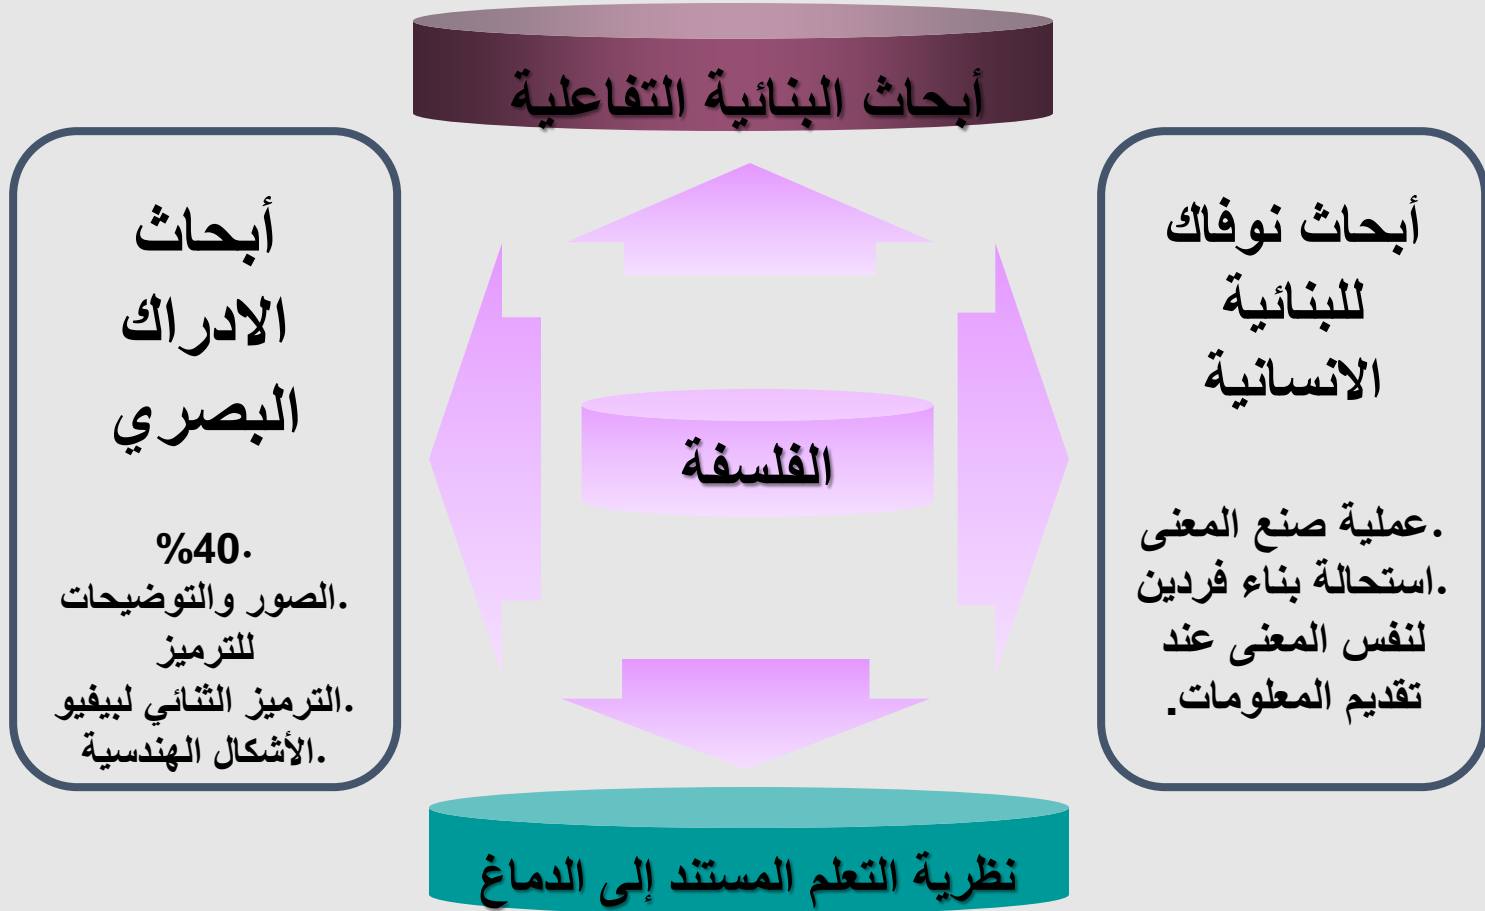 أبحاث البنائية التفاعلية
أبحاث نوفاك
للبنائية
الانسانية
.عملية صنع المعنى
.استحالة بناء فردين
لنفس المعنى عند
تقديم المعلومات.
الفلسفة
أبحاث
الادراك
البصري
.40%
.الصور والتوضيحات
للترميز
.الترميز الثنائي لبيفيو
.الأشكال الهندسية
نظرية التعلم المستند إلى الدماغ